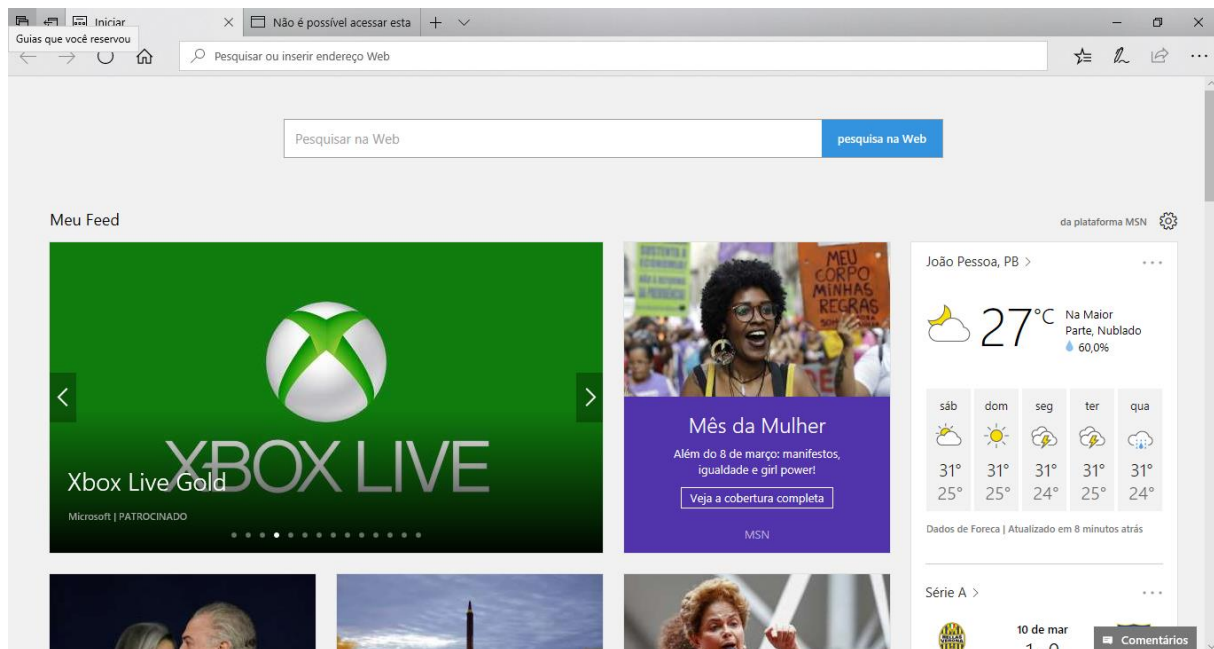 Iniciar
Não é possível acessar esta
Guias que você reservou
Pesquisar ou inserir endereço Web
Pesquisar na Web
pesquisa na Web
Meu Feed
da plataforma MSN
XBOX LIVE
Xbox Live Gold
Microsoft | PATROCINADO
MEU
CORPO
MINHAS
REGRAS
Mês da Mulher
Além do 8 de março: manifestos,
igualdade e girl power!
Veja a cobertura completa
MSN
João Pessoa, PB >
27°C
Na Maior
Parte, Nublado
60,0%
sáb dom seg ter qua
31° 31° 31° 31° 31°
25° 25° 24° 25° 24°
Dados de Foreca | Atualizado em 8 minutos atrás
Série A >
10 de mar
Comentários